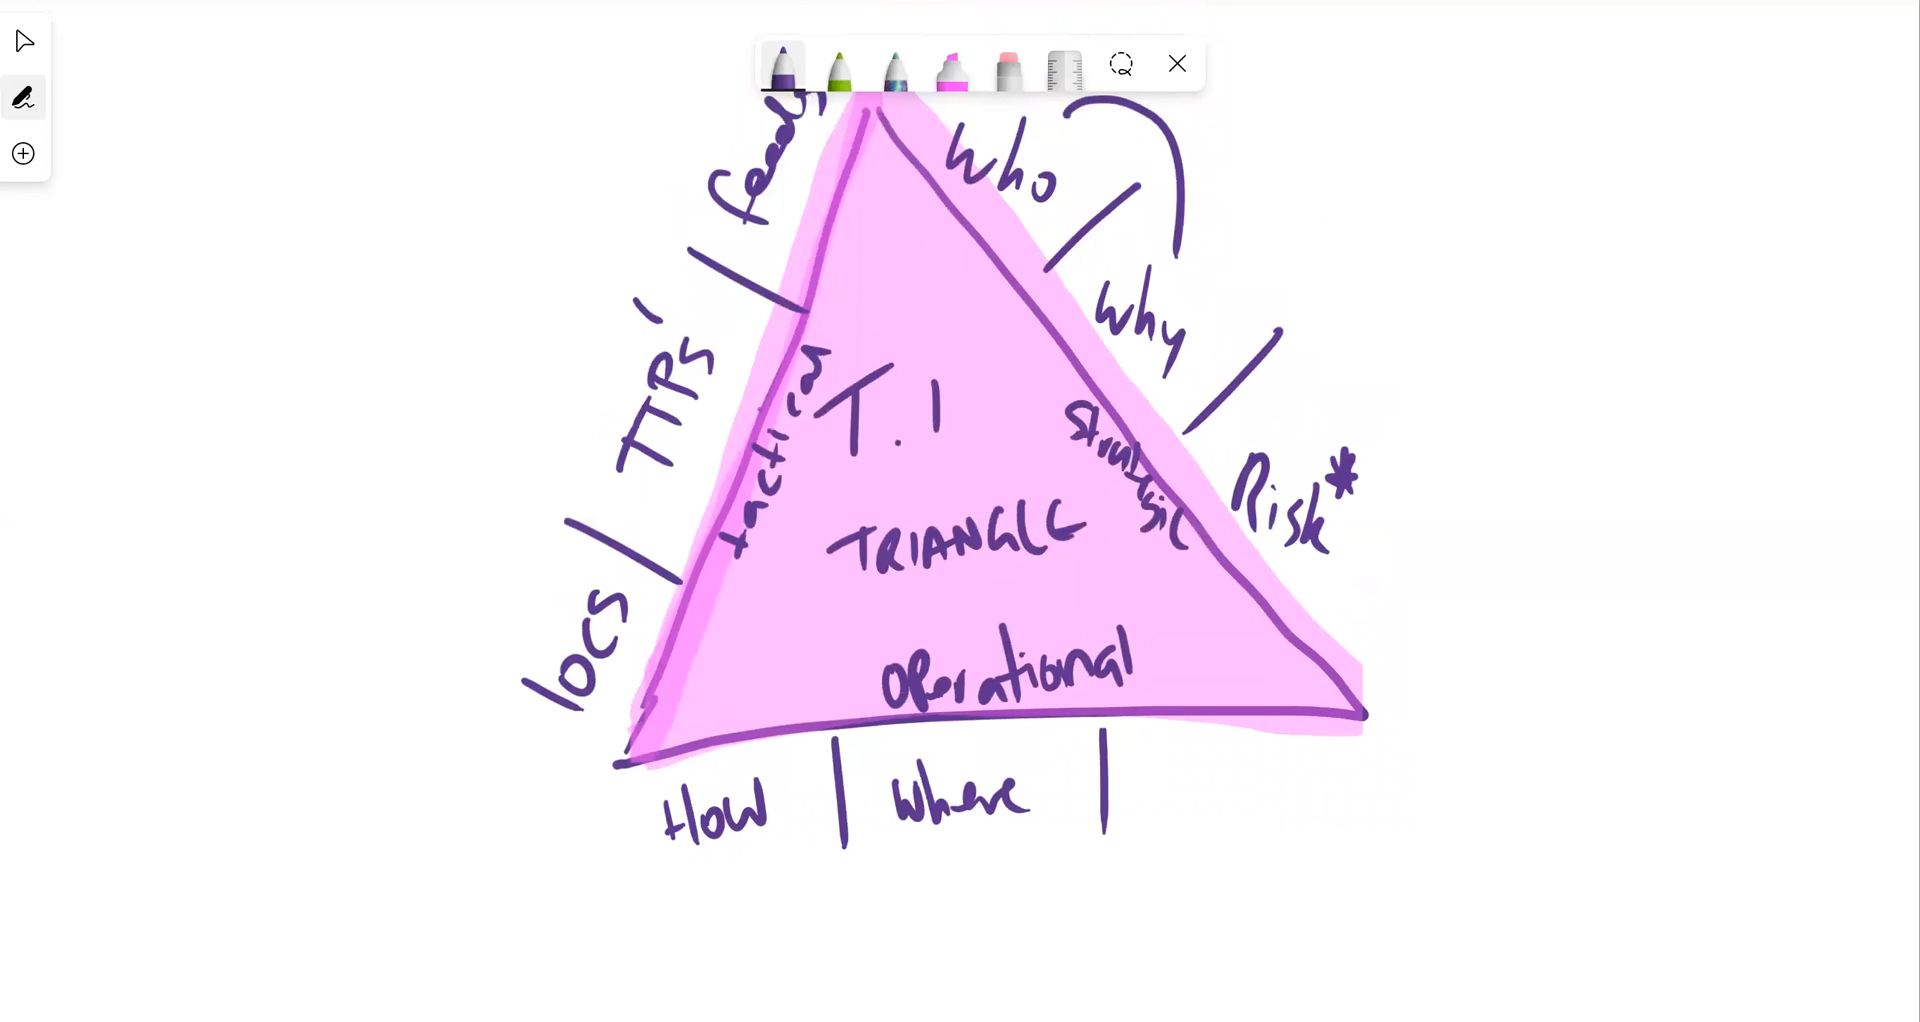 feeds
Who
Why
TTPs'
tactical
T.I
strategic
Risk*
TRIANGLE
IOCS
operational
How
where